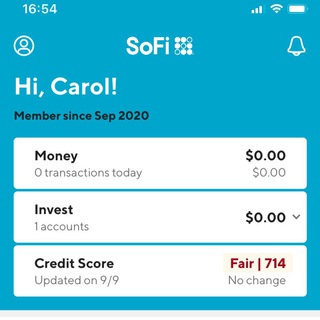 16:54
SoFi
Hi, Carol!
Member since Sep 2020
Money $0.00
0 transactions today $0.00
Invest $0.00
1 accounts
Credit Score Fair | 714
Updated on 9/9 No change